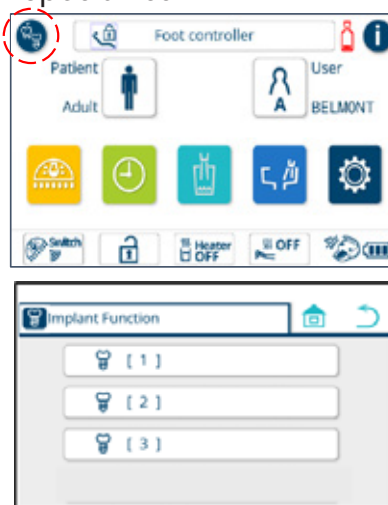 Foot controller
Patient
User
Adult
A
BELMONT
Switch
Heater
OFF
OFF
Implant Function
[ 1 ]
[ 2 ]
[ 3 ]